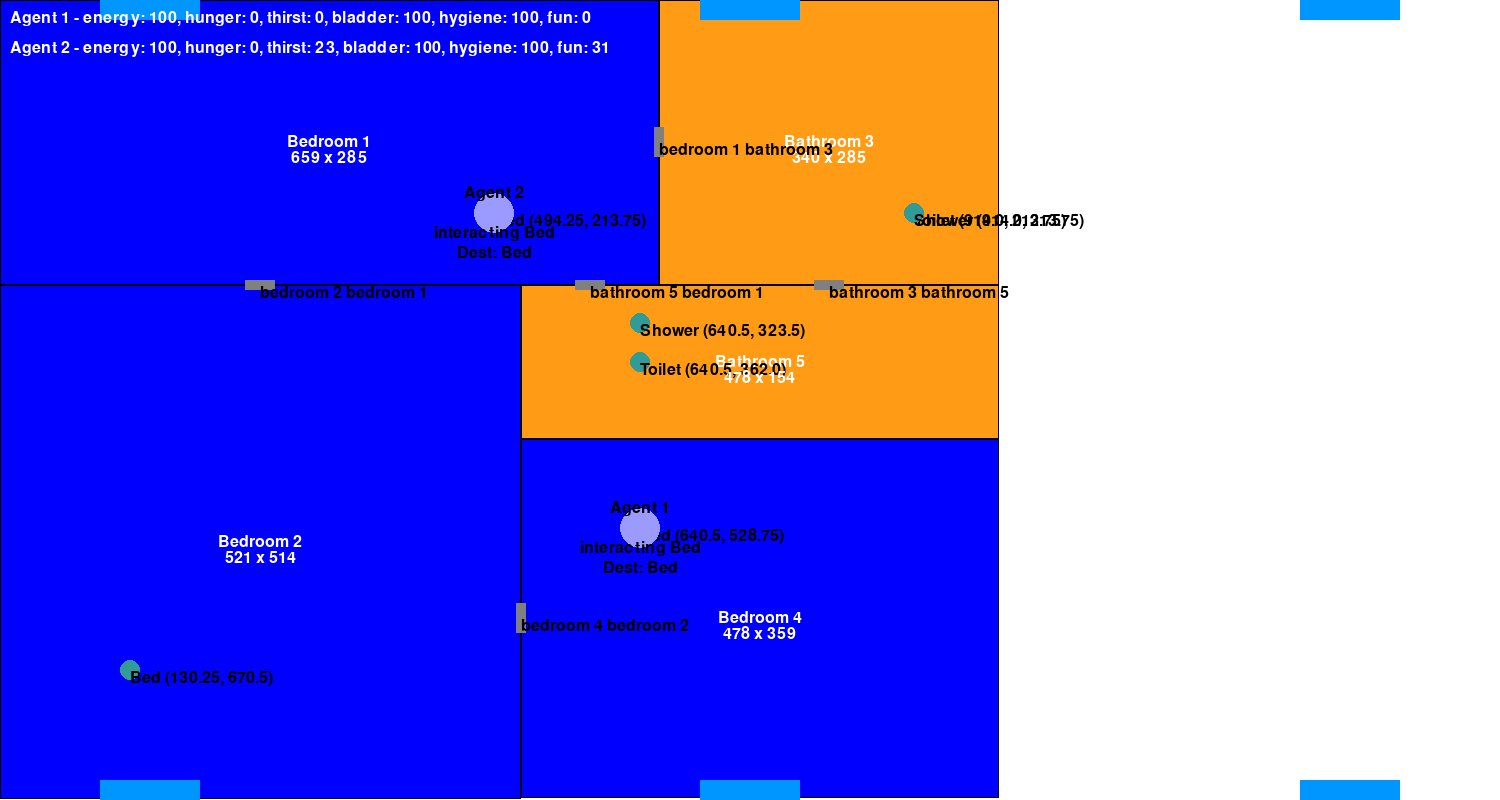 Agent 1 - energy: 100, hunger: 0, thirst: 0, bladder: 100, hygiene: 100, fun: 0
Agent 2 - energy: 100, hunger: 0, thirst: 23, bladder: 100, hygiene: 100, fun: 31
Bedroom 1
659 x 285
Bathroom 3
340 x 285
bedroom 1 bathroom 3
Agent 2
d (494.25, 213.75)
interacting Bed
Dest: Bed
bedroom 2 bedroom 1
bathroom 5 bedroom 1
bathroom 3 bathroom 5
Shower (640.5, 323.5)
Bathroom 5
478 x 154
Toilet (640.5, 362.0)
Agent 1
d (640.5, 528.75)
interacting Bed
Dest: Bed
Bedroom 2
521 x 514
bedroom 4 bedroom 2
Bedroom 4
478 x 359
Bed (130.25, 670.5)